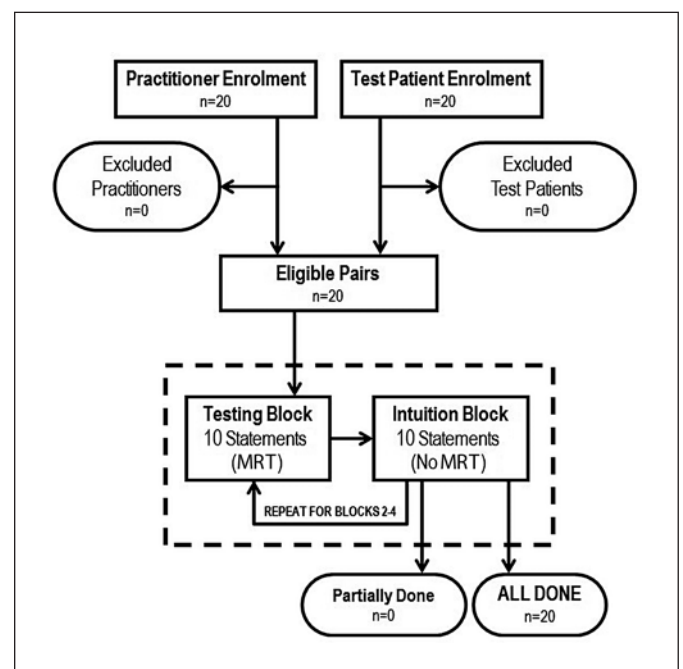 Practitioner Enrolment
n=20
Test Patient Enrolment
n=20
Excluded
Practitioners
n=0
Excluded
Test Patients
n=0
Eligible Pairs
n=20
Testing Block
10 Statements
(MRT)
Intuition Block
10 Statements
(No MRT)
REPEAT FOR BLOCKS 2-4
Partially Done
n=0
ALL DONE
n=20